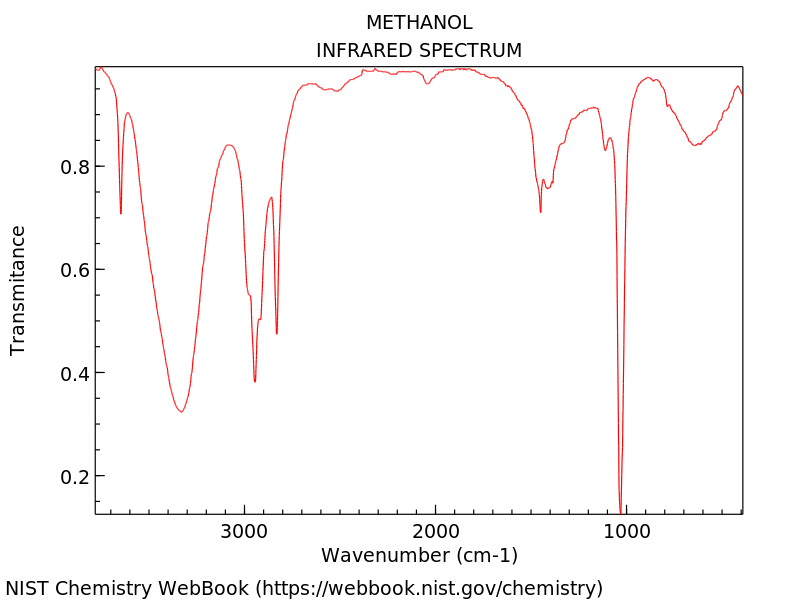 METHANOL
INFRARED SPECTRUM
Transmitance
0.8
0.6
0.4
0.2
3000 2000 1000
Wavenumber (cm-1)
NIST Chemistry WebBook (https://webbook.nist.gov/chemistry)